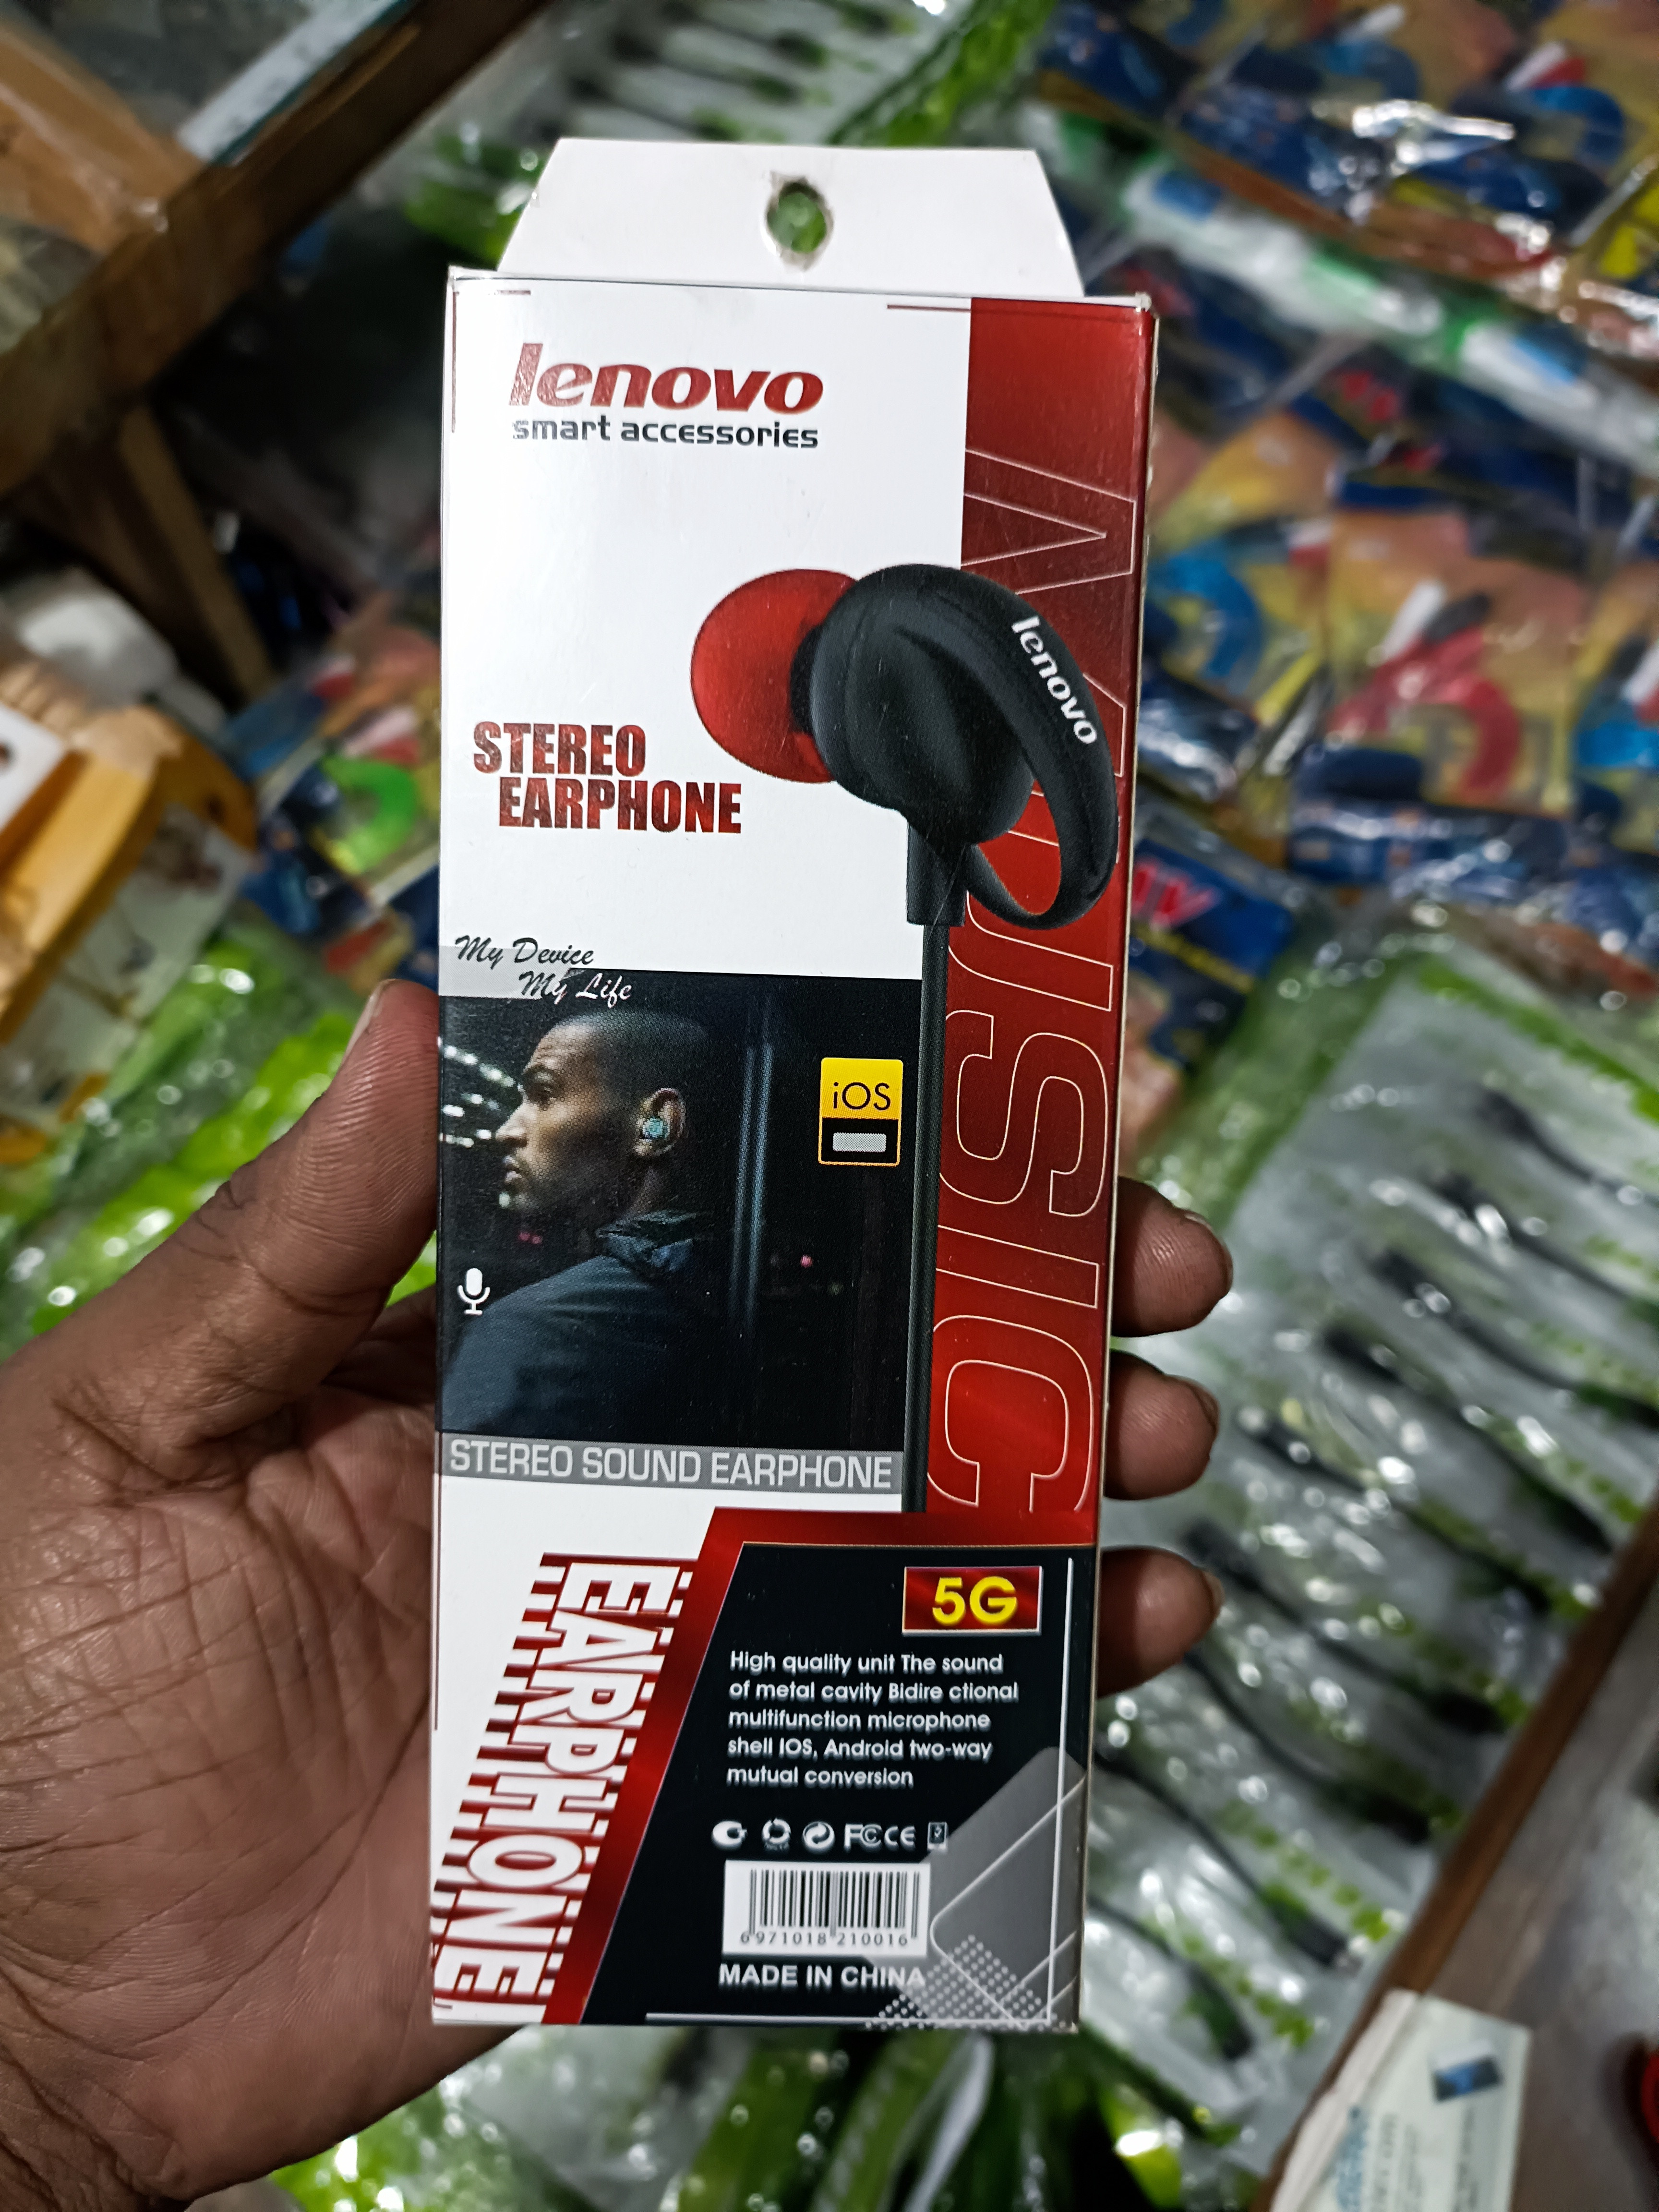 lenovo
smart accessories
lenovo
STEREO
EARPHONE
MUSIC
My Device
My Life
iOS
STEREO SOUND EARPHONE
EARPHONE
5G
High quality unit The sound
of metal cavity Bidire ctional
multifunction microphone
shell IOS, Android two-way
mutual conversion
FC CE
6971018210016
MADE IN CHINA